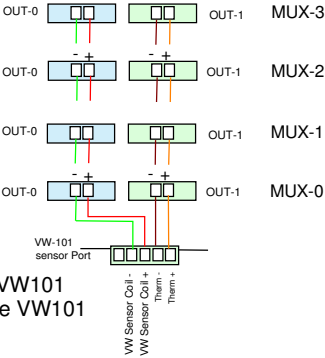 OUT-0 OUT-1 MUX-3
- +  - +
OUT-0 OUT-1 MUX-2
OUT-0 OUT-1 MUX-1
- +  - +
OUT-0 OUT-1 MUX-0
VW-101
sensor Port
VW101
e VW101
VW Sensor Coil -
VW Sensor Coil +
Therm -
Therm +